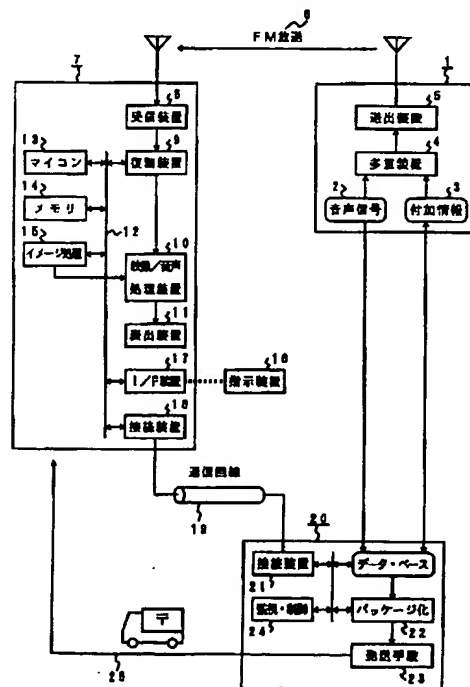 6
FM放送
7
1
受信装置
8
復調装置
9
マイコン
13
メモリ
14
イメージ処理
15
12
映像/音声
処理装置
10
表出装置
11
I/F装置
17
指示装置
16
接続装置
18
送出装置
5
多重装置
4
音声信号
2
付加情報
3
通信回線
19
20
接続装置
21
データ・ベース
監視・制御
24
パッケージ化
22
発送手段
23
〒
25